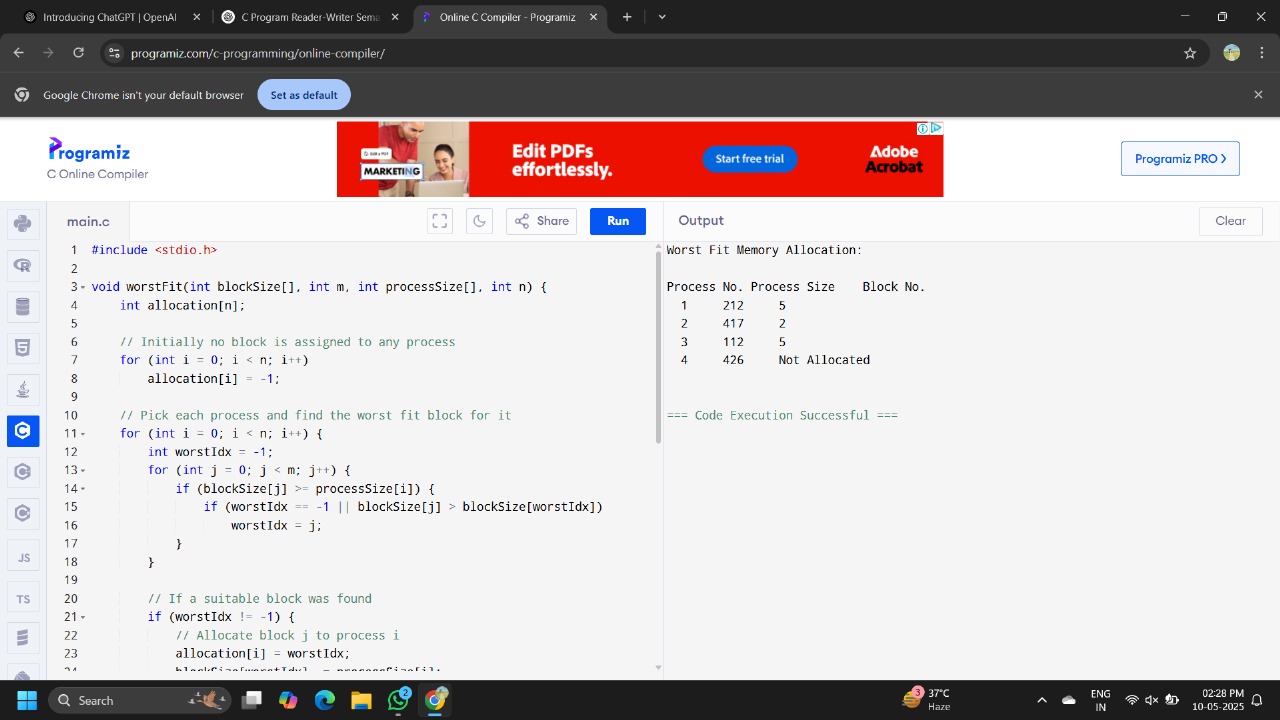 Introducing ChatGPT | OpenAI
C Program Reader-Writer Sema
Online C Compiler - Programiz
programiz.com/c-programming/online-compiler/
Google Chrome isn't your default browser
Set as default
Programiz
C Online Compiler
MARKETING
Edit PDFs
effortlessly.
Start free trial
Adobe
Acrobat
Programiz PRO >
main.c
Share
Run
Output
Clear
1 #include <stdio.h>
2
3 void worstFit(int blockSize[], int m, int processSize[], int n) {
4     int allocation[n];
5
6     // Initially no block is assigned to any process
7     for (int i = 0; i < n; i++)
8         allocation[i] = -1;
9
10     // Pick each process and find the worst fit block for it
11     for (int i = 0; i < n; i++) {
12         int worstIdx = -1;
13         for (int j = 0; j < m; j++) {
14             if (blockSize[j] >= processSize[i]) {
15                 if (worstIdx == -1 || blockSize[j] > blockSize[worstIdx])
16                     worstIdx = j;
17             }
18         }
19
20         // If a suitable block was found
21         if (worstIdx != -1) {
22             // Allocate block j to process i
23             allocation[i] = worstIdx;
Worst Fit Memory Allocation:
Process No. Process Size    Block No.
1     212     5
2     417     2
3     112     5
4     426     Not Allocated
=== Code Execution Successful ===
JS
TS
Search
2
3
37°C
Haze
ENG
IN
02:28 PM
10-05-2025